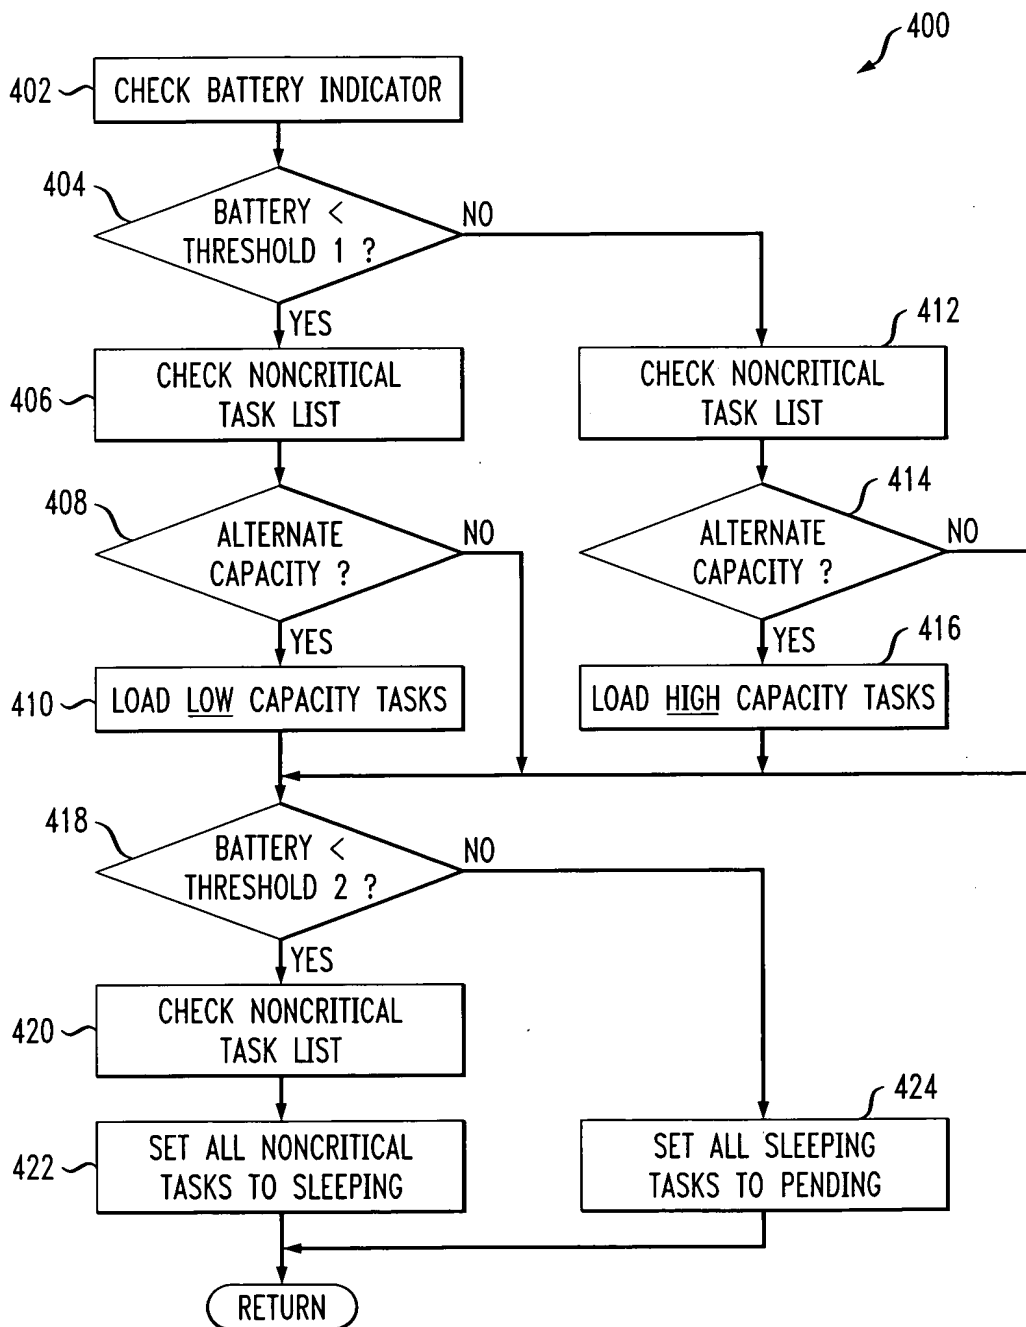 400
402
CHECK BATTERY INDICATOR
404
BATTERY <
THRESHOLD 1 ?
NO
YES
406
CHECK NONCRITICAL
TASK LIST
412
CHECK NONCRITICAL
TASK LIST
408
ALTERNATE
CAPACITY ?
NO
YES
414
ALTERNATE
CAPACITY ?
NO
YES
410
LOAD LOW CAPACITY TASKS
416
LOAD HIGH CAPACITY TASKS
418
BATTERY <
THRESHOLD 2 ?
NO
YES
420
CHECK NONCRITICAL
TASK LIST
422
SET ALL NONCRITICAL
TASKS TO SLEEPING
424
SET ALL SLEEPING
TASKS TO PENDING
RETURN